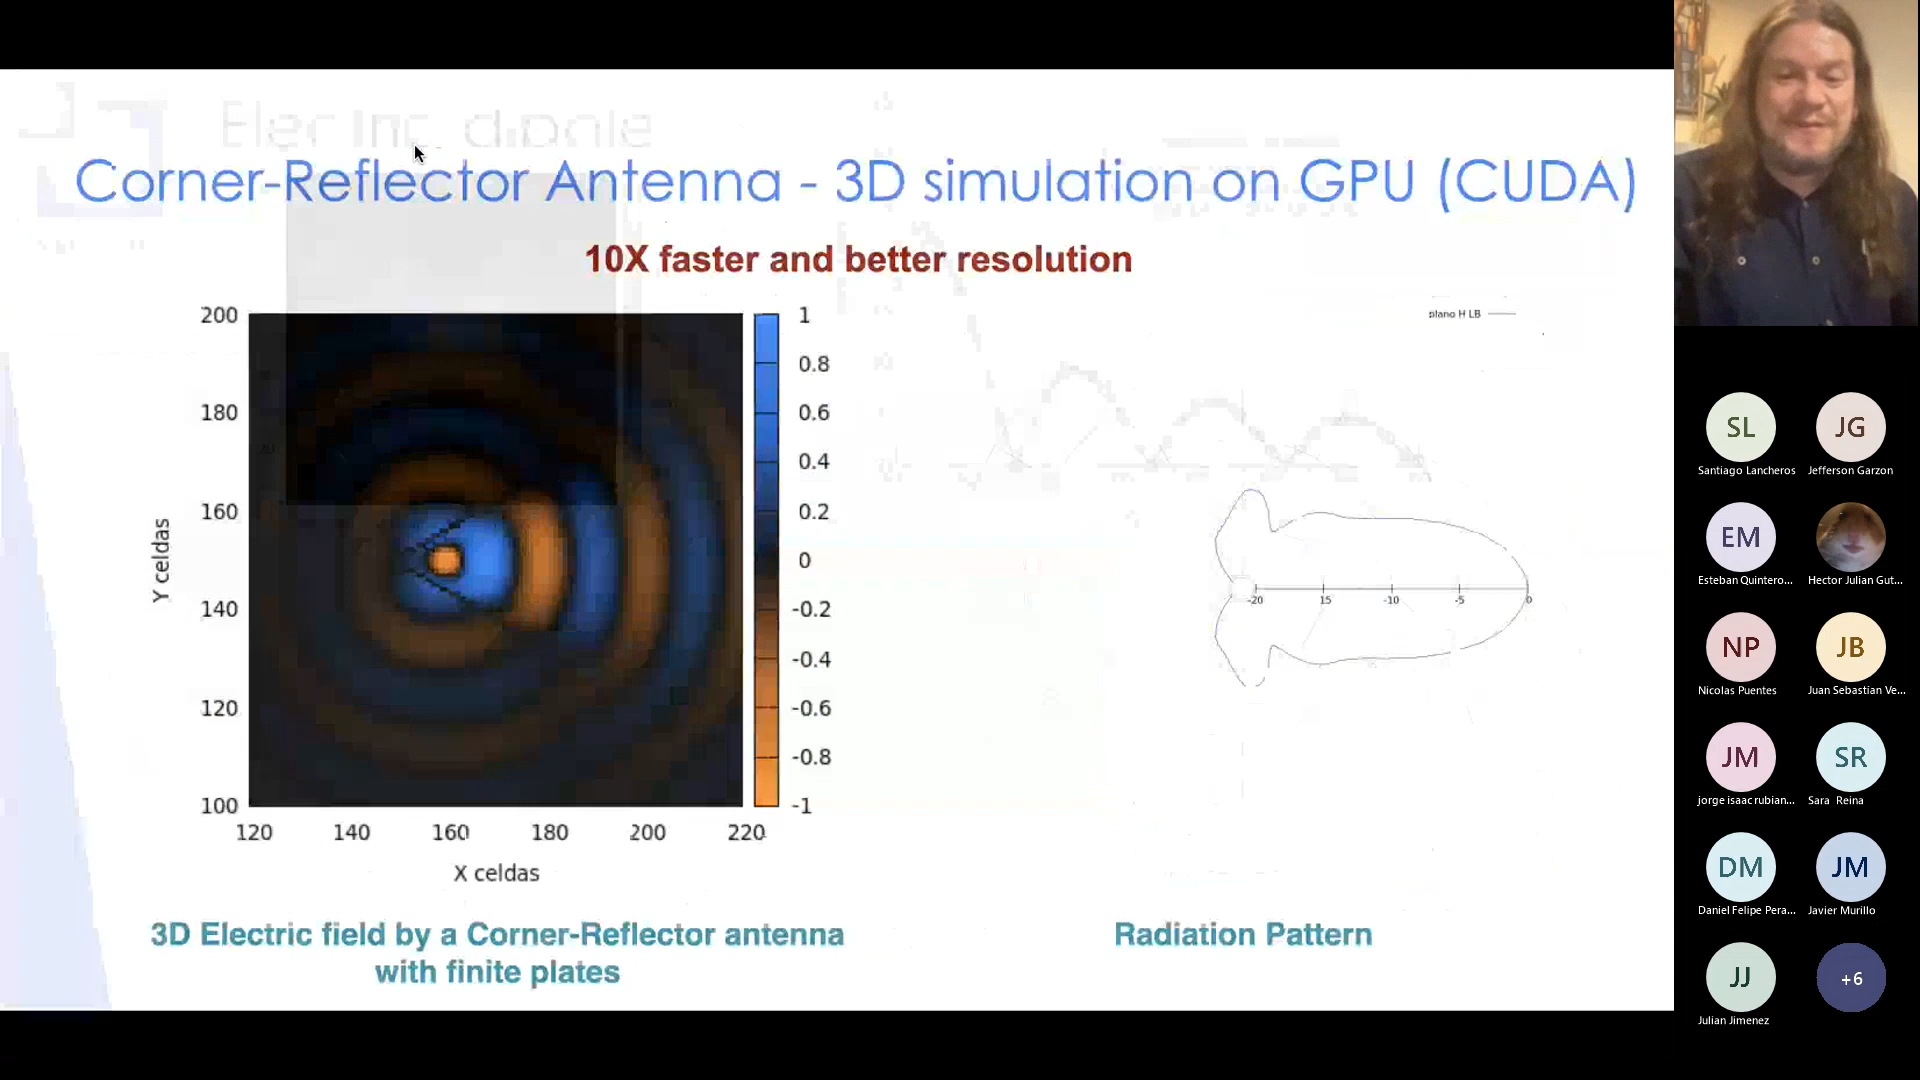 Electric dipole
Corner-Reflector Antenna - 3D simulation on GPU (CUDA)
10X faster and better resolution
200
180
160
140
120
100
Y celdas
120 140 160 180 200 220
X celdas
1
0.8
0.6
0.4
0.2
0
-0.2
-0.4
-0.6
-0.8
-1
plano H LB
-20 15 -10 -5 0
3D Electric field by a Corner-Reflector antenna
with finite plates
Radiation Pattern
SL
Santiago Lancheros
JG
Jefferson Garzon
EM
Esteban Quintero...
Hector Julian Gut...
NP
Nicolas Puentes
JB
Juan Sebastian Ve...
JM
jorge isaac rubian...
SR
Sara Reina
DM
Daniel Felipe Pera...
JM
Javier Murillo
JJ
Julian Jimenez
+6